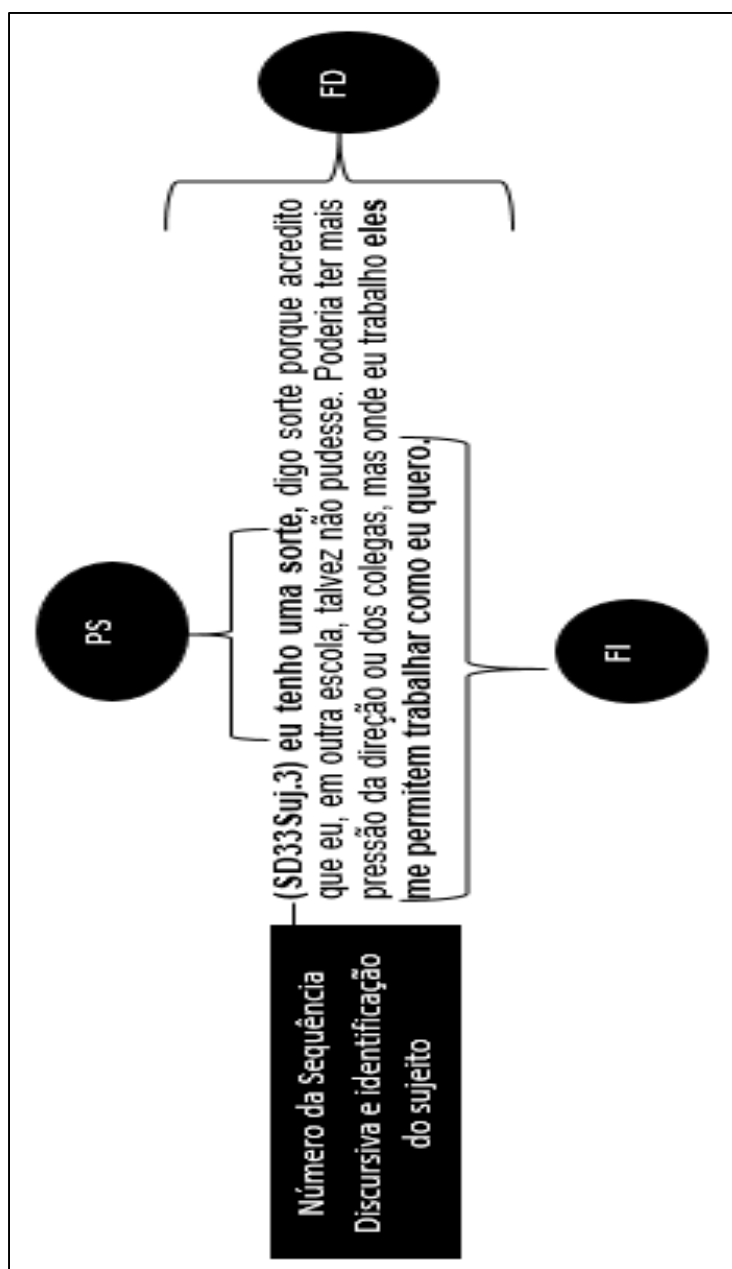 PS
FD
Número da Sequência
Discursiva e identificação
do sujeito
(SD33Suj.3) eu tenho uma sorte, digo sorte porque acredito
que eu, em outra escola, talvez não pudesse. Poderia ter mais
pressão da direção ou dos colegas, mas onde eu trabalho eles
me permitem trabalhar como eu quero.
FI